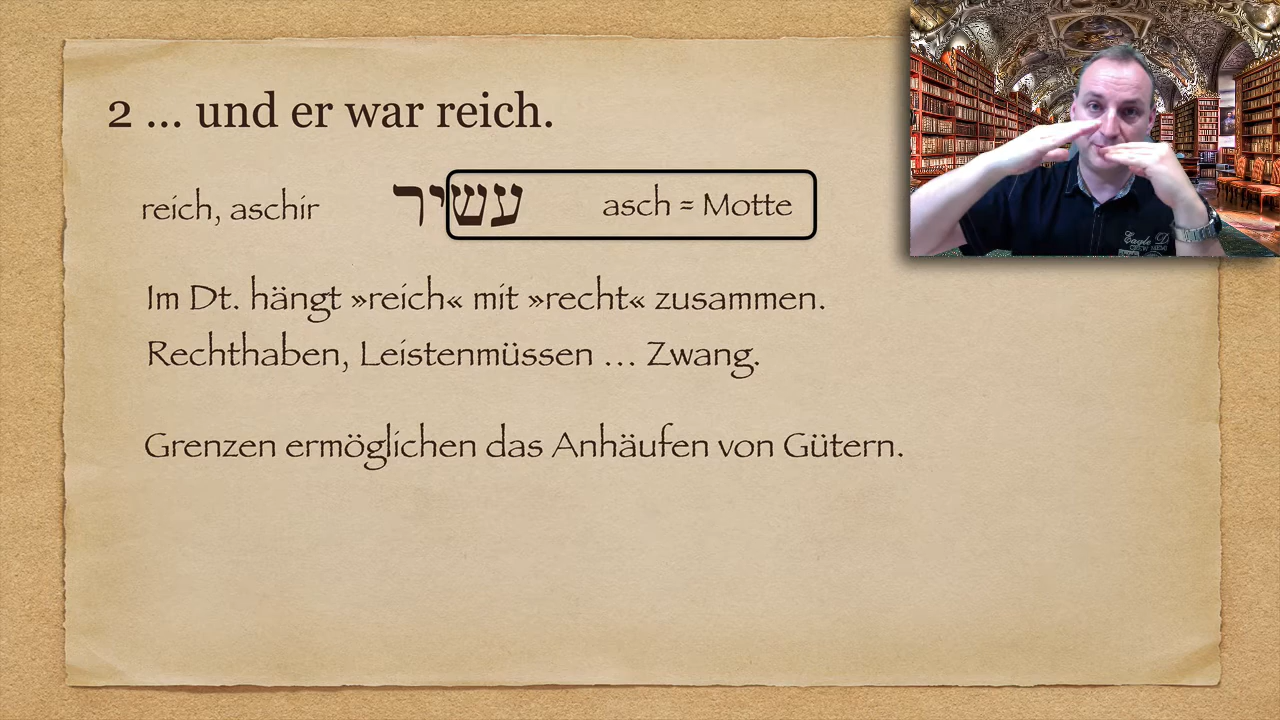 2 ... und er war reich.
reich, aschir עשיר asch = Motte
Im Dt. hängt »reich« mit »recht« zusammen.
Rechthaben, Leistenmüssen … Zwang.
Grenzen ermöglichen das Anhäufen von Gütern.
Eagle D